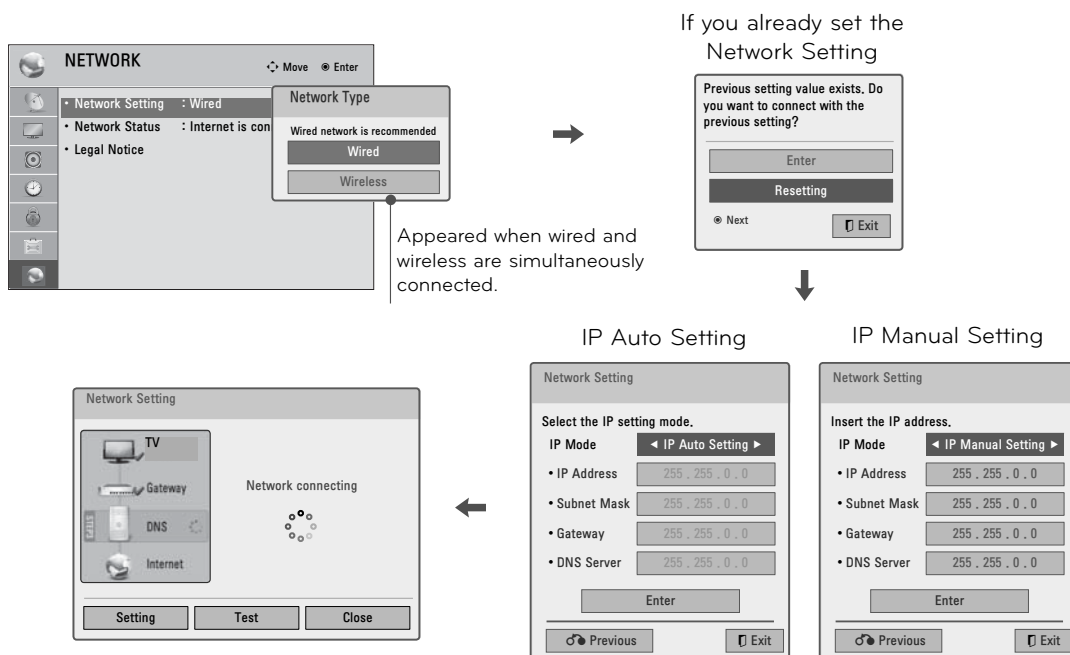 If you already set the
Network Setting
NETWORK
Move
Enter
• Network Setting : Wired
• Network Status : Internet is con
• Legal Notice
Network Type
Wired network is recommended
Wired
Wireless
Appeared when wired and
wireless are simultaneously
connected.
Previous setting value exists. Do
you want to connect with the
previous setting?
Enter
Resetting
Next
Exit
IP Auto Setting
Network Setting
Select the IP setting mode.
IP Mode ◄ IP Auto Setting ►
• IP Address 255 . 255 . 0 . 0
• Subnet Mask 255 . 255 . 0 . 0
• Gateway 255 . 255 . 0 . 0
• DNS Server 255 . 255 . 0 . 0
Enter
Previous
Exit
IP Manual Setting
Network Setting
Insert the IP address.
IP Mode ◄ IP Manual Setting ►
• IP Address 255 . 255 . 0 . 0
• Subnet Mask 255 . 255 . 0 . 0
• Gateway 255 . 255 . 0 . 0
• DNS Server 255 . 255 . 0 . 0
Enter
Previous
Exit
Network Setting
TV
Gateway
DNS
Internet
Network connecting
Setting
Test
Close